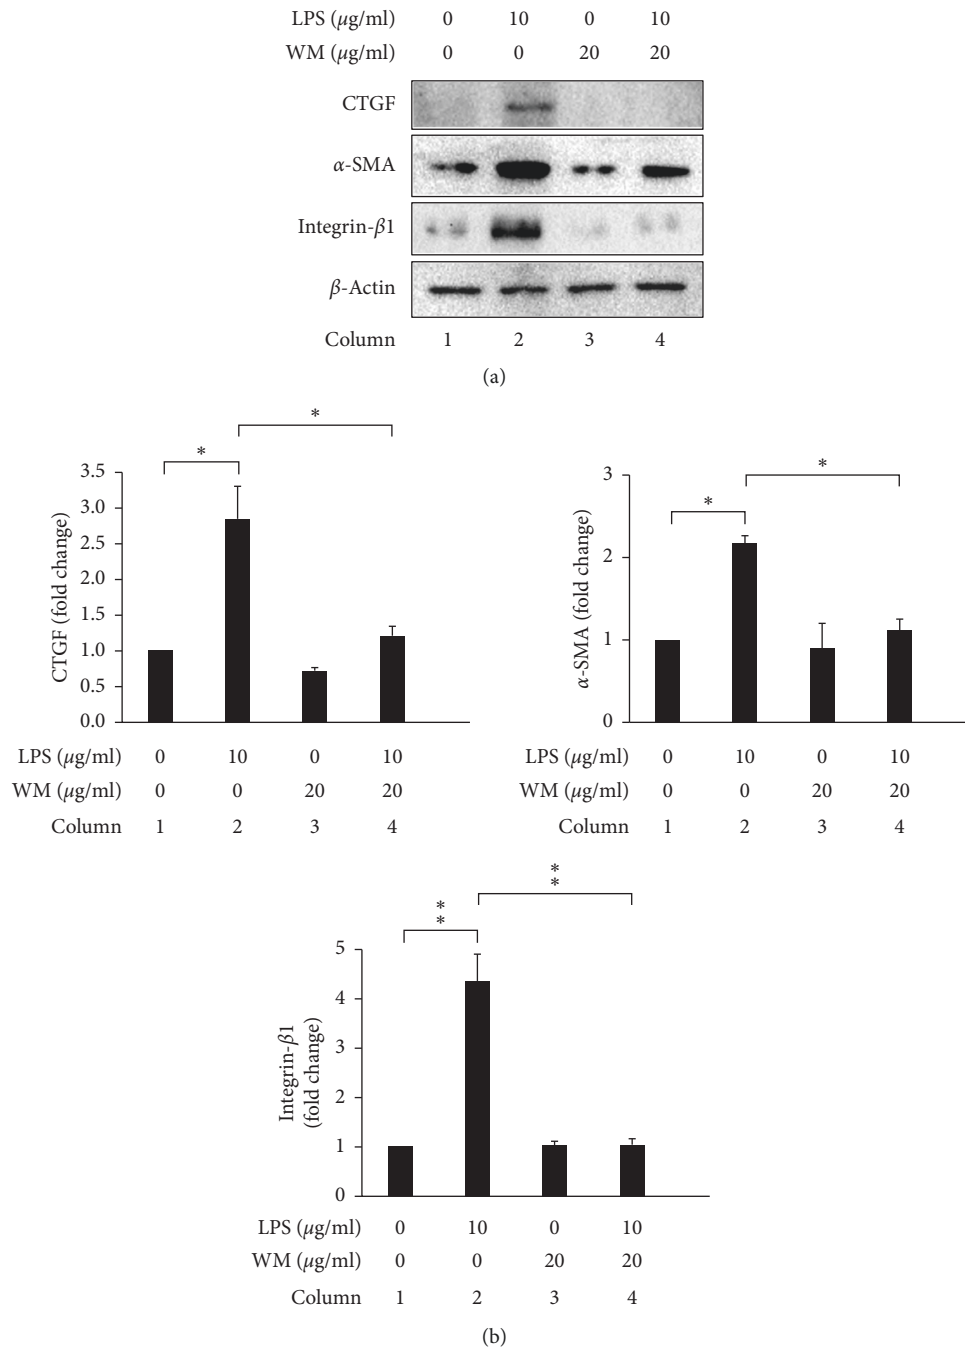 LPS (μg/ml) 0 10 0 10
WM (μg/ml) 0 0 20 20
CTGF
α-SMA
Integrin-β1
β-Actin
Column 1 2 3 4
(a)
* *
CTGF (fold change)
3.5
3.0
2.5
2.0
1.5
1.0
0.5
0.0
LPS (μg/ml) 0 10 0 10
WM (μg/ml) 0 0 20 20
Column 1 2 3 4
* *
α-SMA (fold change)
3
2
1
0
LPS (μg/ml) 0 10 0 10
WM (μg/ml) 0 0 20 20
Column 1 2 3 4
* *
* *
Integrin-β1
(fold change)
5
4
3
2
1
0
LPS (μg/ml) 0 10 0 10
WM (μg/ml) 0 0 20 20
Column 1 2 3 4
(b)